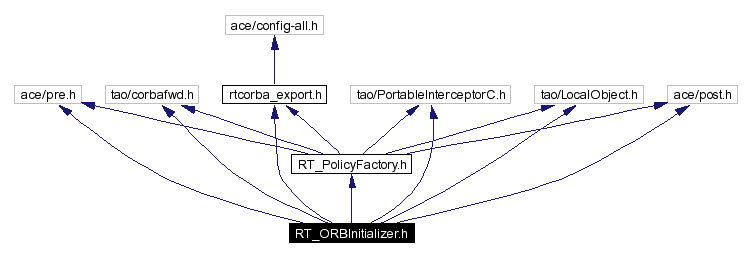 ace/config-all.h
ace/pre.h
tao/corbafwd.h
rtcorba_export.h
tao/PortableInterceptorC.h
tao/LocalObject.h
ace/post.h
RT_PolicyFactory.h
RT_ORBInitializer.h